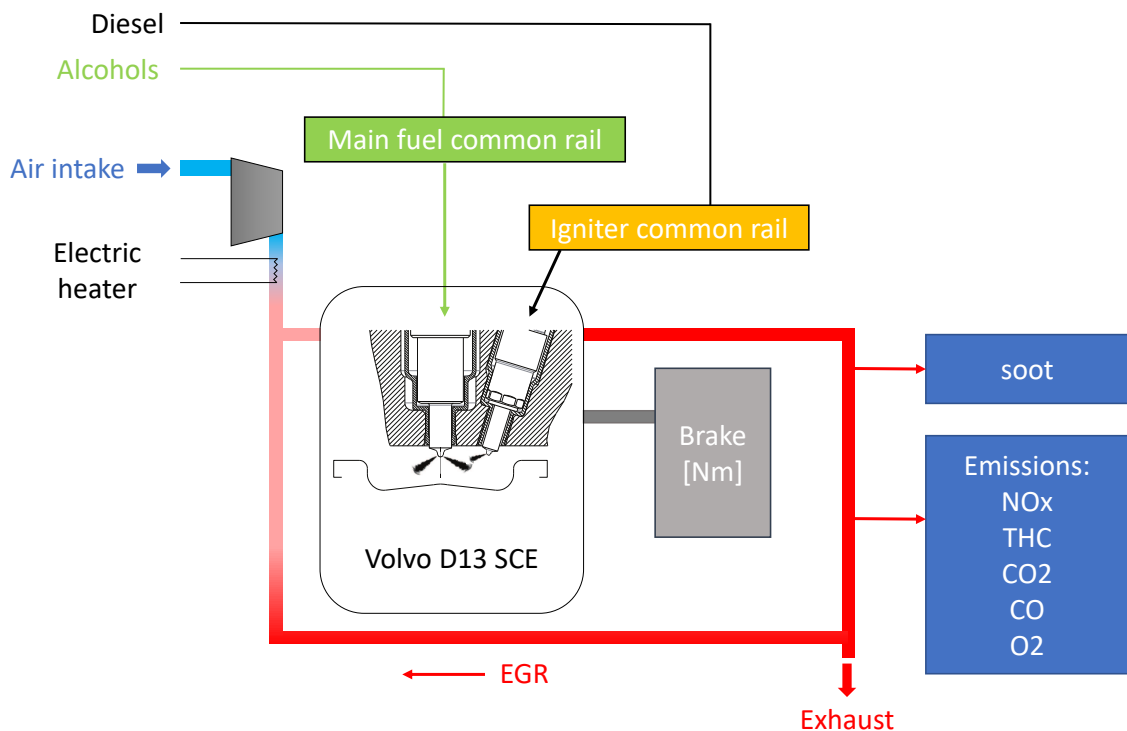 Diesel
Alcohols
Main fuel common rail
Air intake
Igniter common rail
Electric
heater
soot
Brake
[Nm]
Emissions:
NOx
THC
CO2
CO
O2
Volvo D13 SCE
EGR
Exhaust